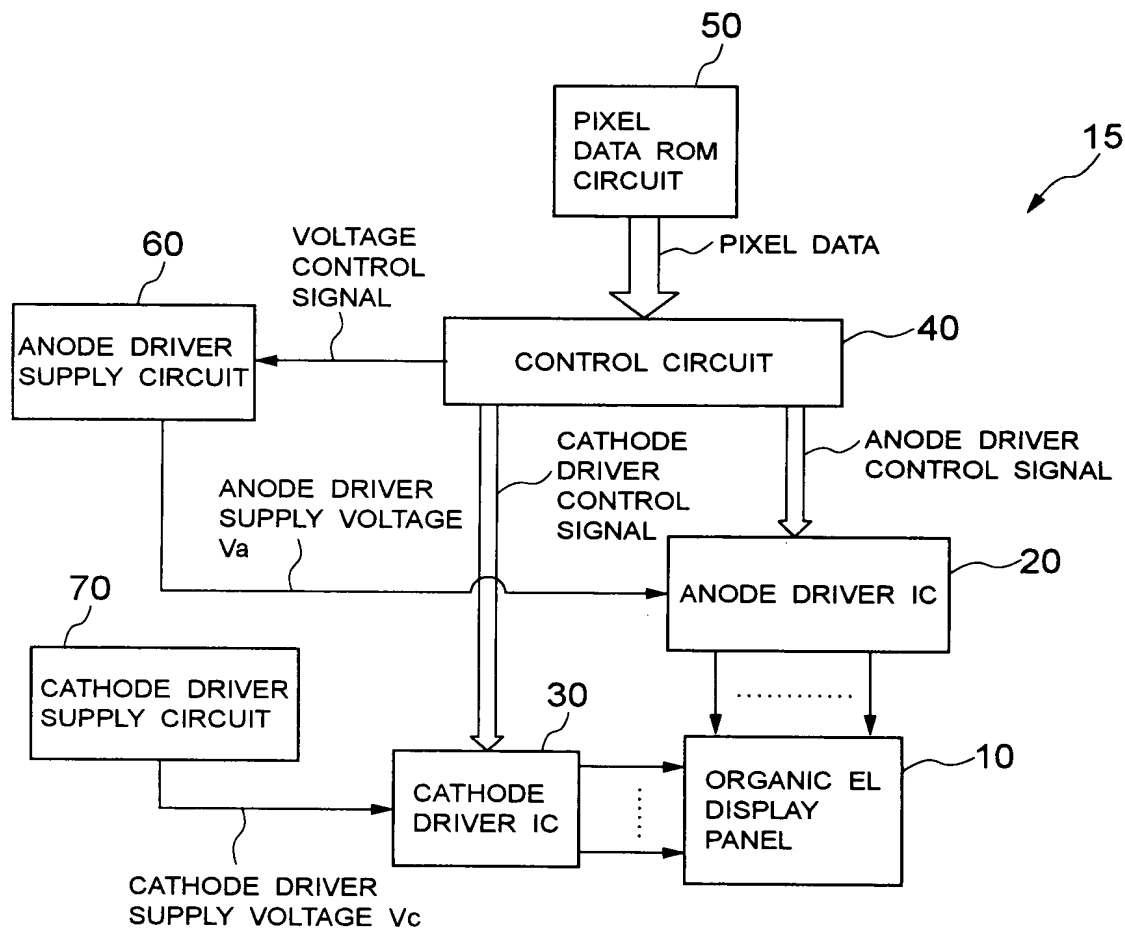 50
PIXEL
DATA ROM
CIRCUIT
15
PIXEL DATA
VOLTAGE
CONTROL
SIGNAL
60
ANODE DRIVER
SUPPLY CIRCUIT
CONTROL CIRCUIT
40
CATHODE
DRIVER
CONTROL
SIGNAL
ANODE DRIVER
CONTROL SIGNAL
ANODE DRIVER
SUPPLY VOLTAGE
Va
20
ANODE DRIVER IC
70
CATHODE DRIVER
SUPPLY CIRCUIT
30
CATHODE
DRIVER IC
10
ORGANIC EL
DISPLAY
PANEL
CATHODE DRIVER
SUPPLY VOLTAGE Vc